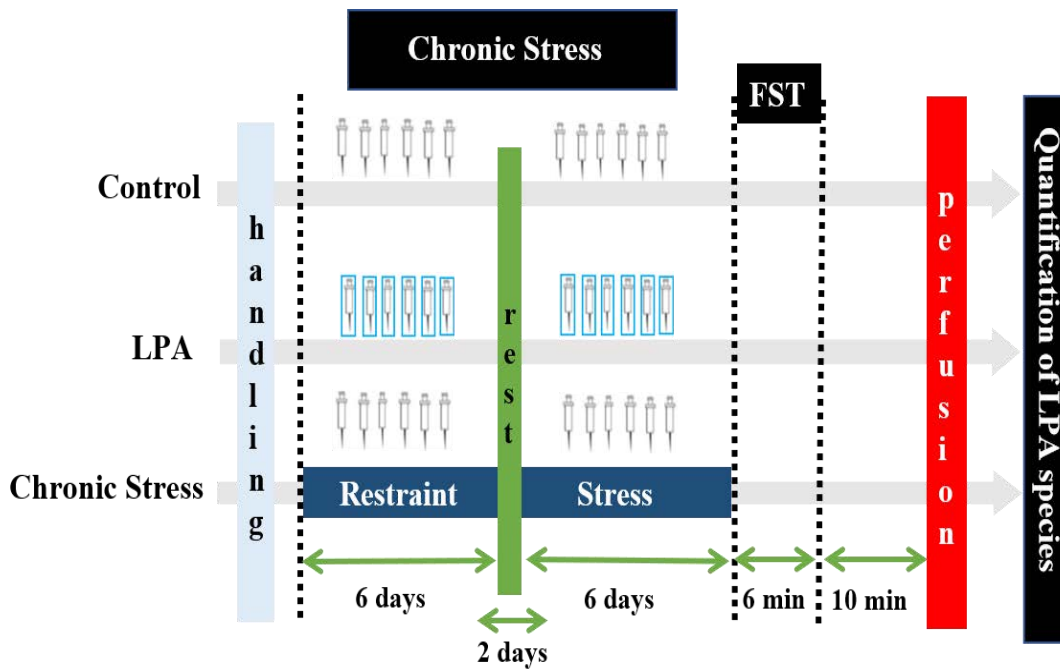 Chronic Stress
FST
Control
LPA
Chronic Stress
handling
rest
Restraint
Stress
perfusion
Quantification of LPA species
6 days
6 days
6 min
10 min
2 days